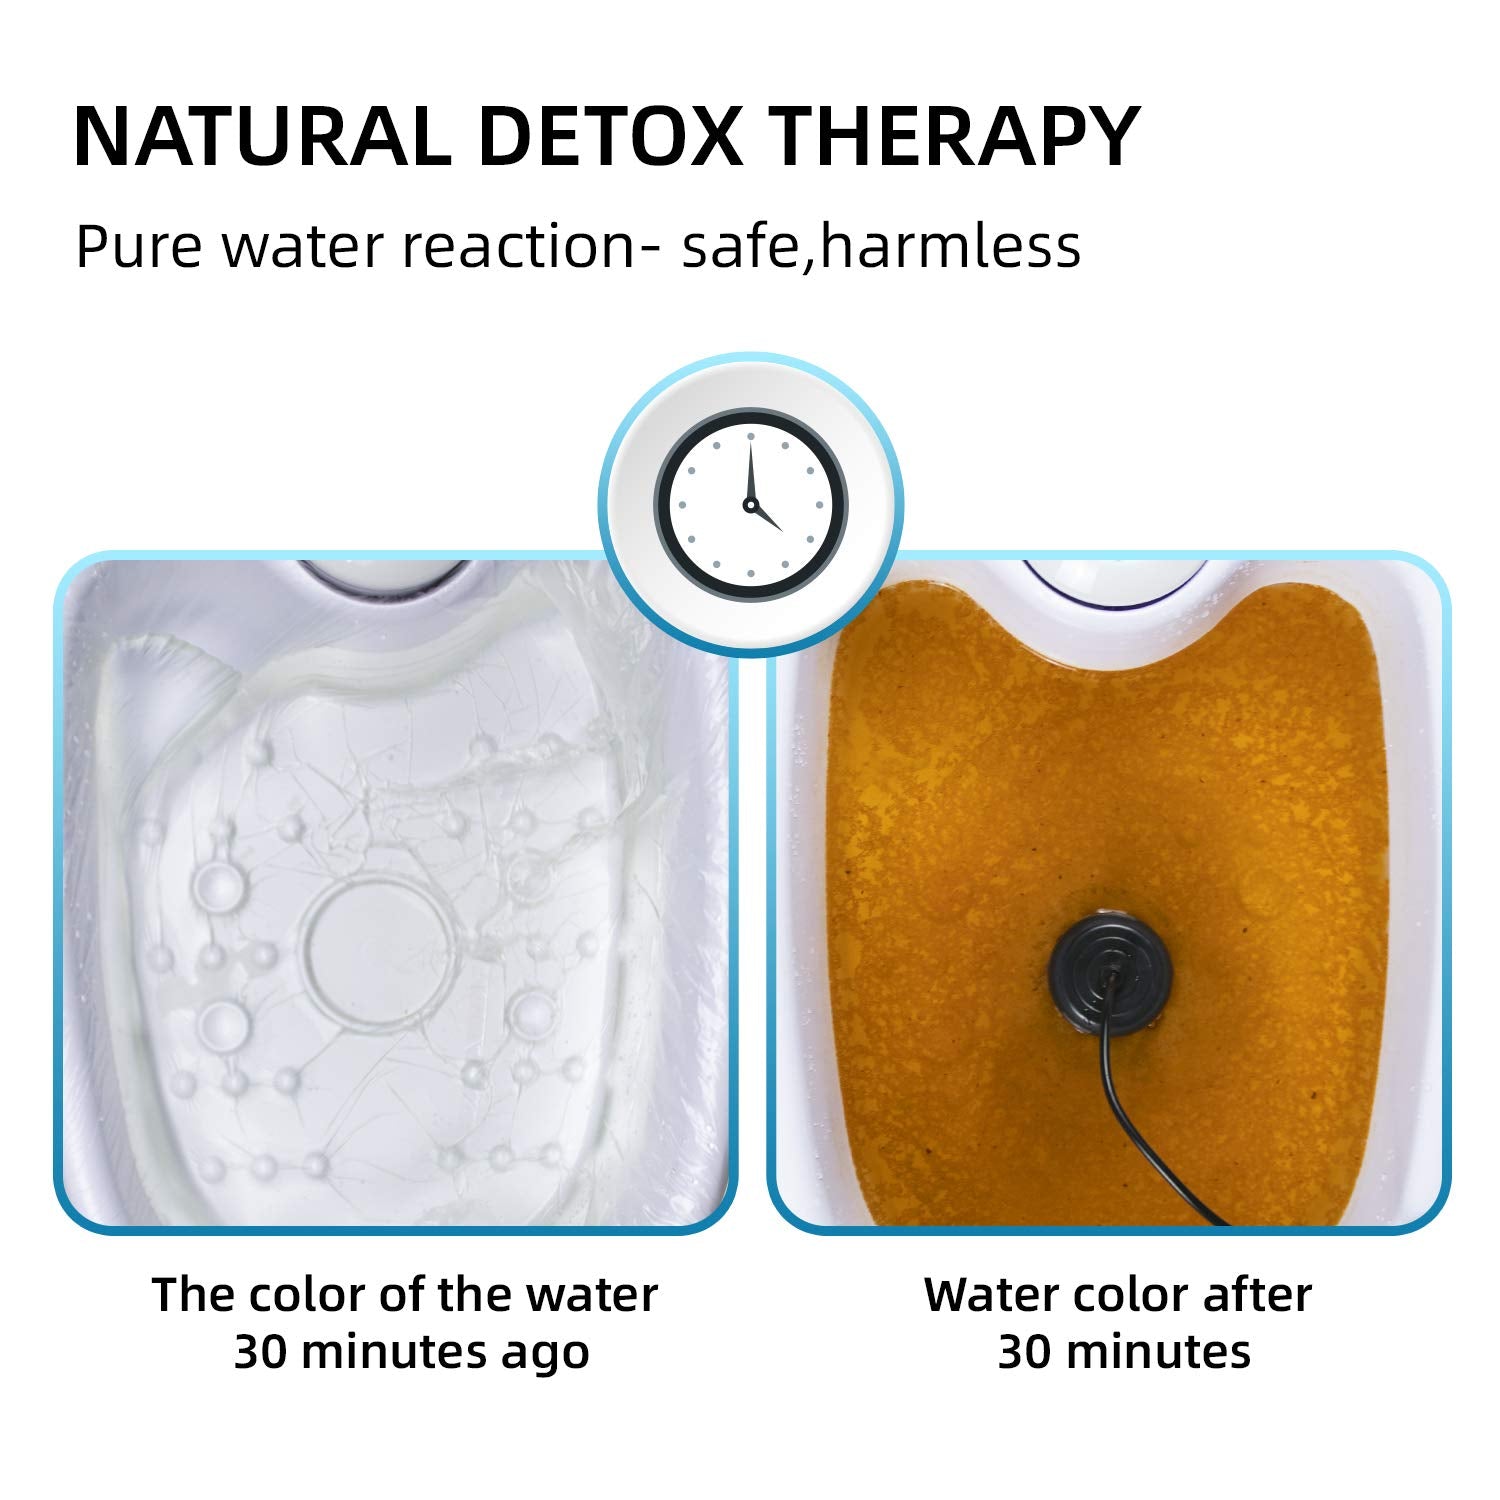 NATURAL DETOX THERAPY
Pure water reaction- safe,harmless
The color of the water
30 minutes ago
Water color after
30 minutes